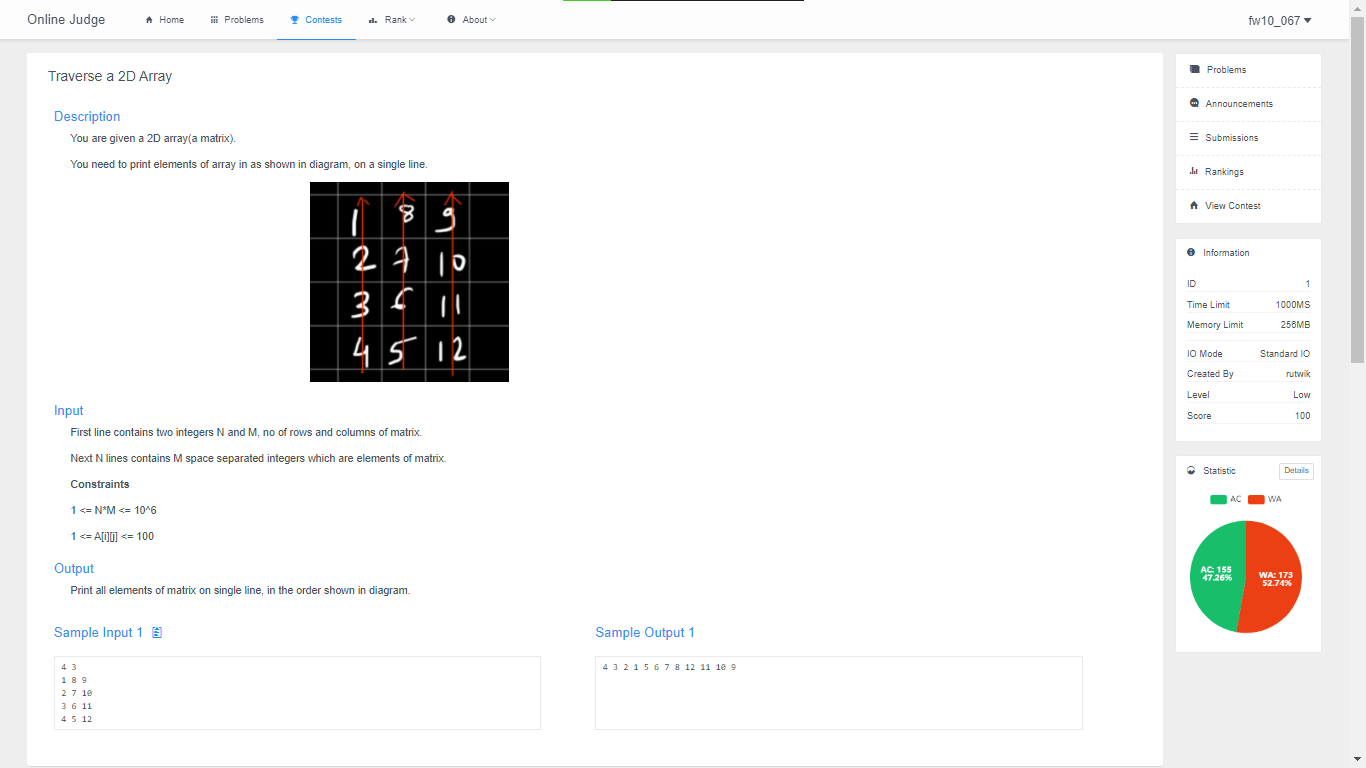 Online Judge Home Problems Contests Rank About fw10_067
Traverse a 2D Array
Description
You are given a 2D array(a matrix).
You need to print elements of array in as shown in diagram, on a single line.
1 8 9
2 7 10
3 6 11
4 5 12
Input
First line contains two integers N and M, no of rows and columns of matrix.
Next N lines contains M space separated integers which are elements of matrix.
Constraints
1 <= N*M <= 10^6
1 <= A[i][j] <= 100
Output
Print all elements of matrix on single line, in the order shown in diagram.
Sample Input 1
4 3
1 8 9
2 7 10
3 6 11
4 5 12
Sample Output 1
4 3 2 1 5 6 7 8 12 11 10 9
Problems
Announcements
Submissions
Rankings
View Contest
Information
ID 1
Time Limit 1000MS
Memory Limit 256MB
IO Mode Standard IO
Created By rutwik
Level Low
Score 100
Statistic Details
AC WA
AC: 155
47.26%
WA: 173
52.74%